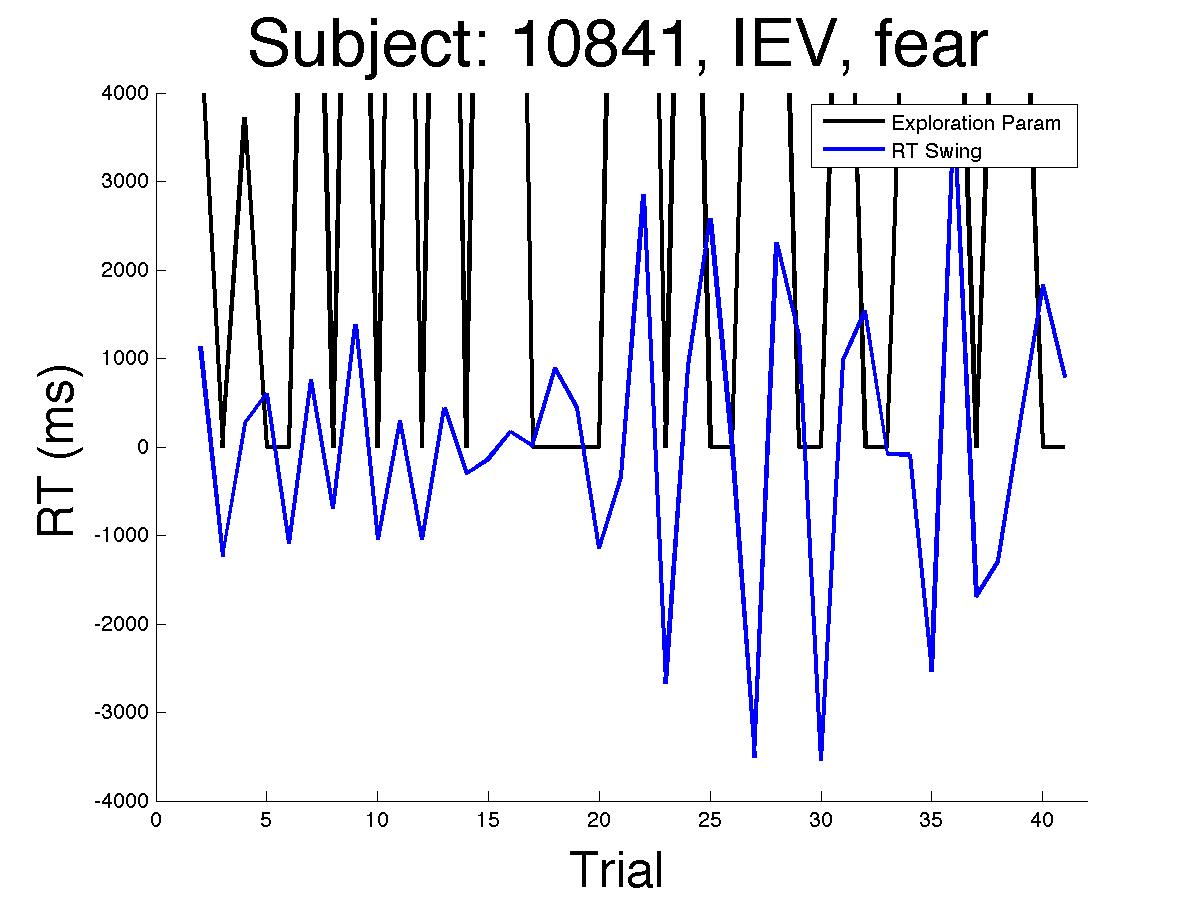 Subject: 10841, IEV, fear
Exploration Param
RT Swing
4000
3000
2000
1000
0
-1000
-2000
-3000
-4000
RT (ms)
0 5 10 15 20 25 30 35 40
Trial